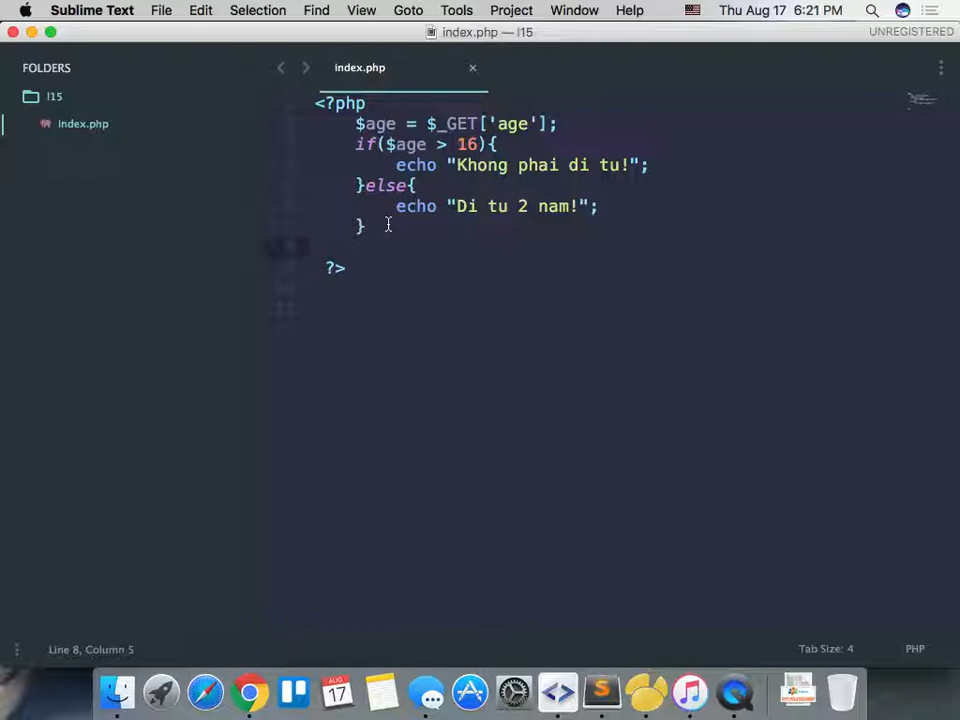 Sublime Text File Edit Selection Find View Goto Tools Project Window Help Thu Aug 17 6:21 PM
index.php — l15 UNREGISTERED
FOLDERS
l15
index.php
index.php
<?php
$age = $_GET['age'];
if($age > 16){
echo "Khong phai di tu!";
}else{
echo "Di tu 2 nam!";
}
?>
Line 8, Column 5 Tab Size: 4 PHP
AUG
17